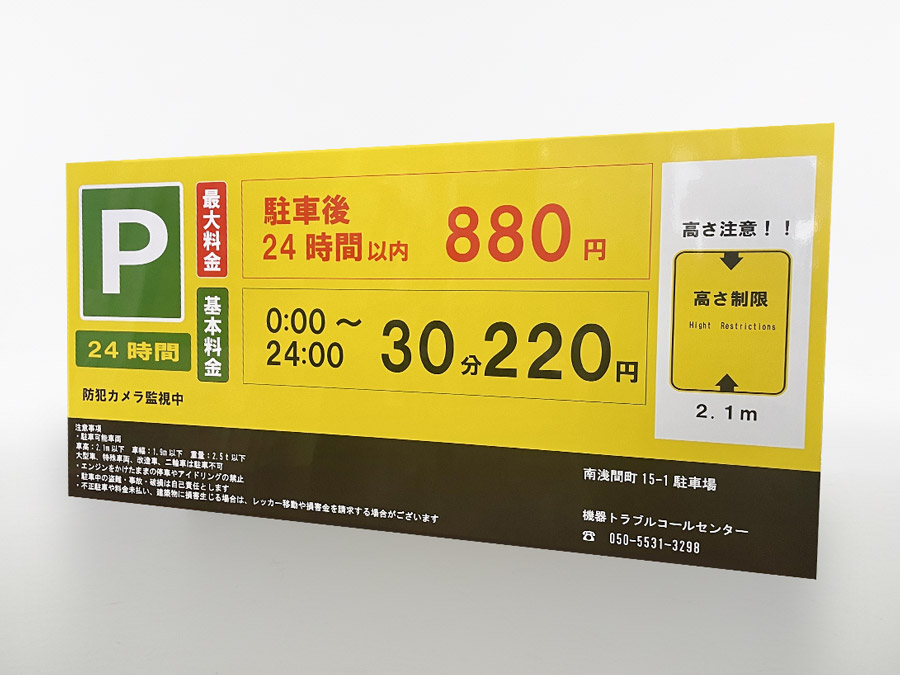 P
24時間
防犯カメラ監視中
最大料金
駐車後
24時間以内
880円
基本料金
0:00～
24:00
30分220円
高さ注意！！
高さ制限
Hight Restrictions
2.1m
注意事項
・駐車可能車両
車高：2.1m以下 車幅：1.9m以下 重量：2.5t以下
大型車、特殊車両、改造車、二輪車は駐車不可
・エンジンをかけたままの停車やアイドリングの禁止
・駐車中の盗難・事故・破損は自己責任とします
・不正駐車や料金未払い、建築物に損害生じる場合は、レッカー移動や損害金を請求する場合がございます
南浅間町15-1駐車場
機器トラブルコールセンター
☎ 050-5531-3298